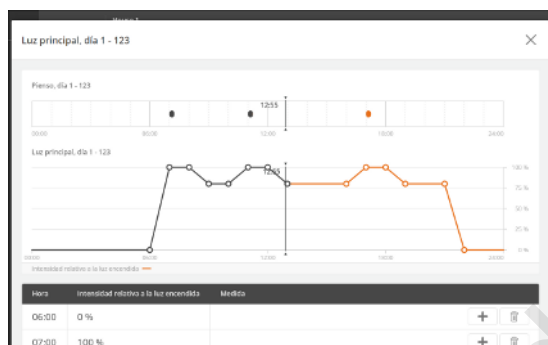 Luz principal, día 1 - 123
Pienso, día 1 - 123
12:55
00:00 06:00 12:00 18:00 24:00
Luz principal, día 1 - 123
12:55
100 %
75 %
50 %
25 %
0 %
00:00 06:00 12:00 18:00 24:00
Intensidad relativa a la luz encendida
Hora Intensidad relativa a la luz encendida Medida
06:00 0 %
07:00 100 %